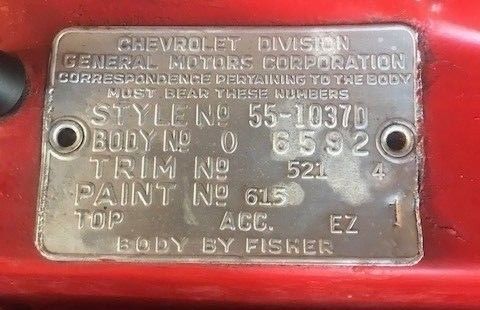 CHEVROLET DIVISION
GENERAL MOTORS CORPORATION
CORRESPONDENCE PERTAINING TO THE BODY
MUST BEAR THESE NUMBERS
STYLE Nº 55-1037D
BODY Nº O 6592
TRIM Nº 521 4
PAINT Nº 615
TOP ACC. EZ 1
BODY BY FISHER